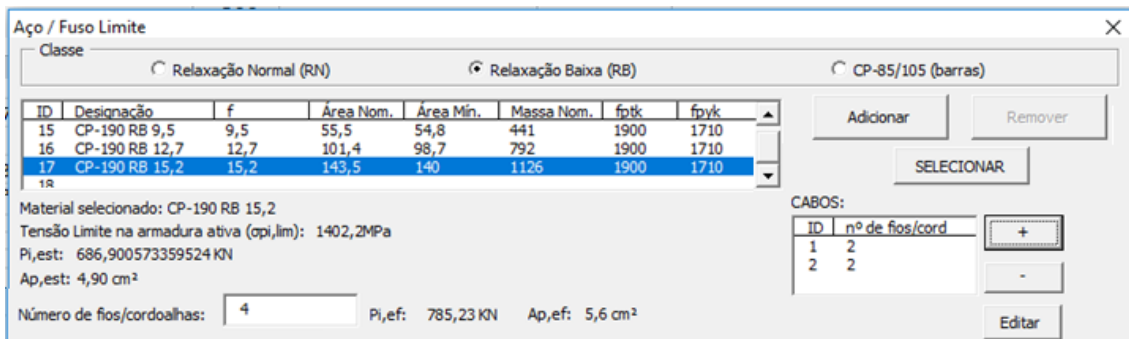 Aço / Fuso Limite
Classe
Relaxação Normal (RN) Relaxação Baixa (RB) CP-85/105 (barras)
ID Designação f Área Nom. Área Mín. Massa Nom. fptk fpyk
15 CP-190 RB 9,5 9,5 55,5 54,8 441 1900 1710
16 CP-190 RB 12,7 12,7 101,4 98,7 792 1900 1710
17 CP-190 RB 15,2 15,2 143,5 140 1126 1900 1710
18
Adicionar Remover
SELECIONAR
Material selecionado: CP-190 RB 15,2
Tensão Limite na armadura ativa (σpi,lim): 1402,2MPa
Pi,est: 686,900573359524 KN
Ap,est: 4,90 cm²
Número de fios/cordoalhas: 4 Pi,ef: 785,23 KN Ap,ef: 5,6 cm²
CABOS:
ID nº de fios/cord
1 2
2 2
+
-
Editar